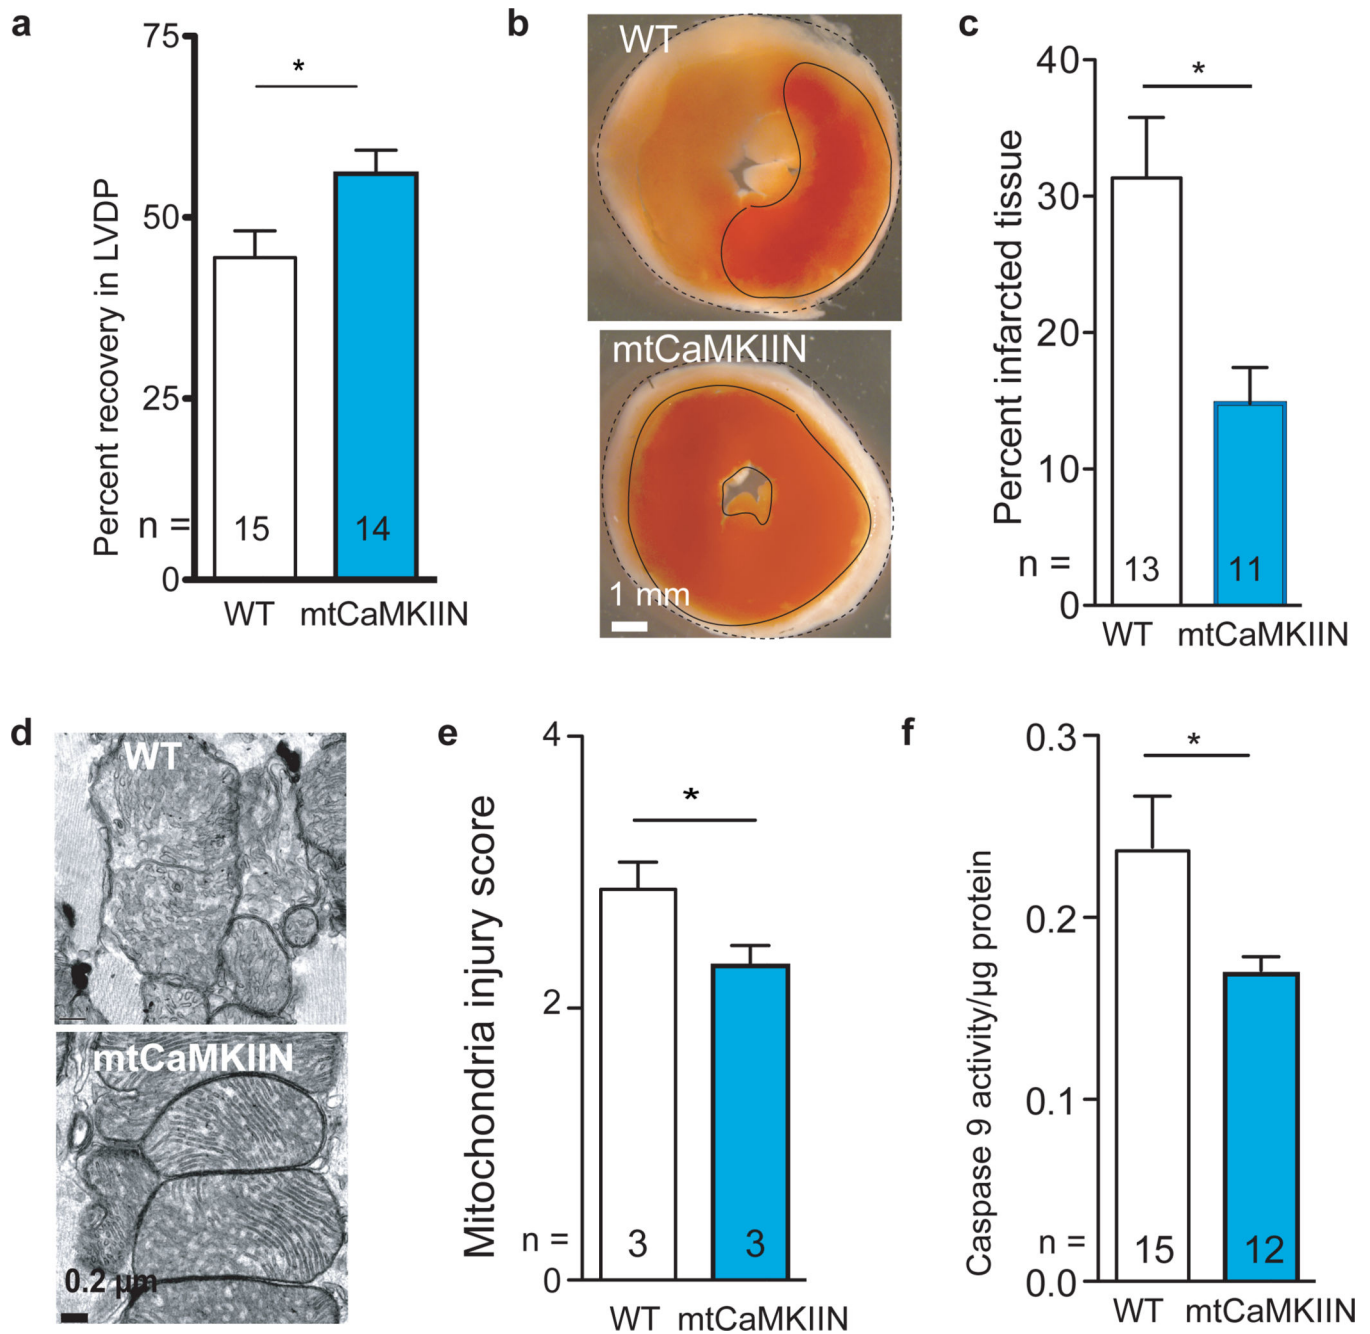 a
75
50
25
0
Percent recovery in LVDP
*
n =
15
14
WT
mtCaMKIIN
b
WT
mtCaMKIIN
1 mm
c
40
30
20
10
0
Percent infarcted tissue
*
n =
13
11
WT
mtCaMKIIN
d
WT
mtCaMKIIN
0.2 µm
e
4
2
0
Mitochondria injury score
*
n =
3
3
WT
mtCaMKIIN
f
0.3
0.2
0.1
0.0
Caspase 9 activity/µg protein
*
n =
15
12
WT
mtCaMKIIN